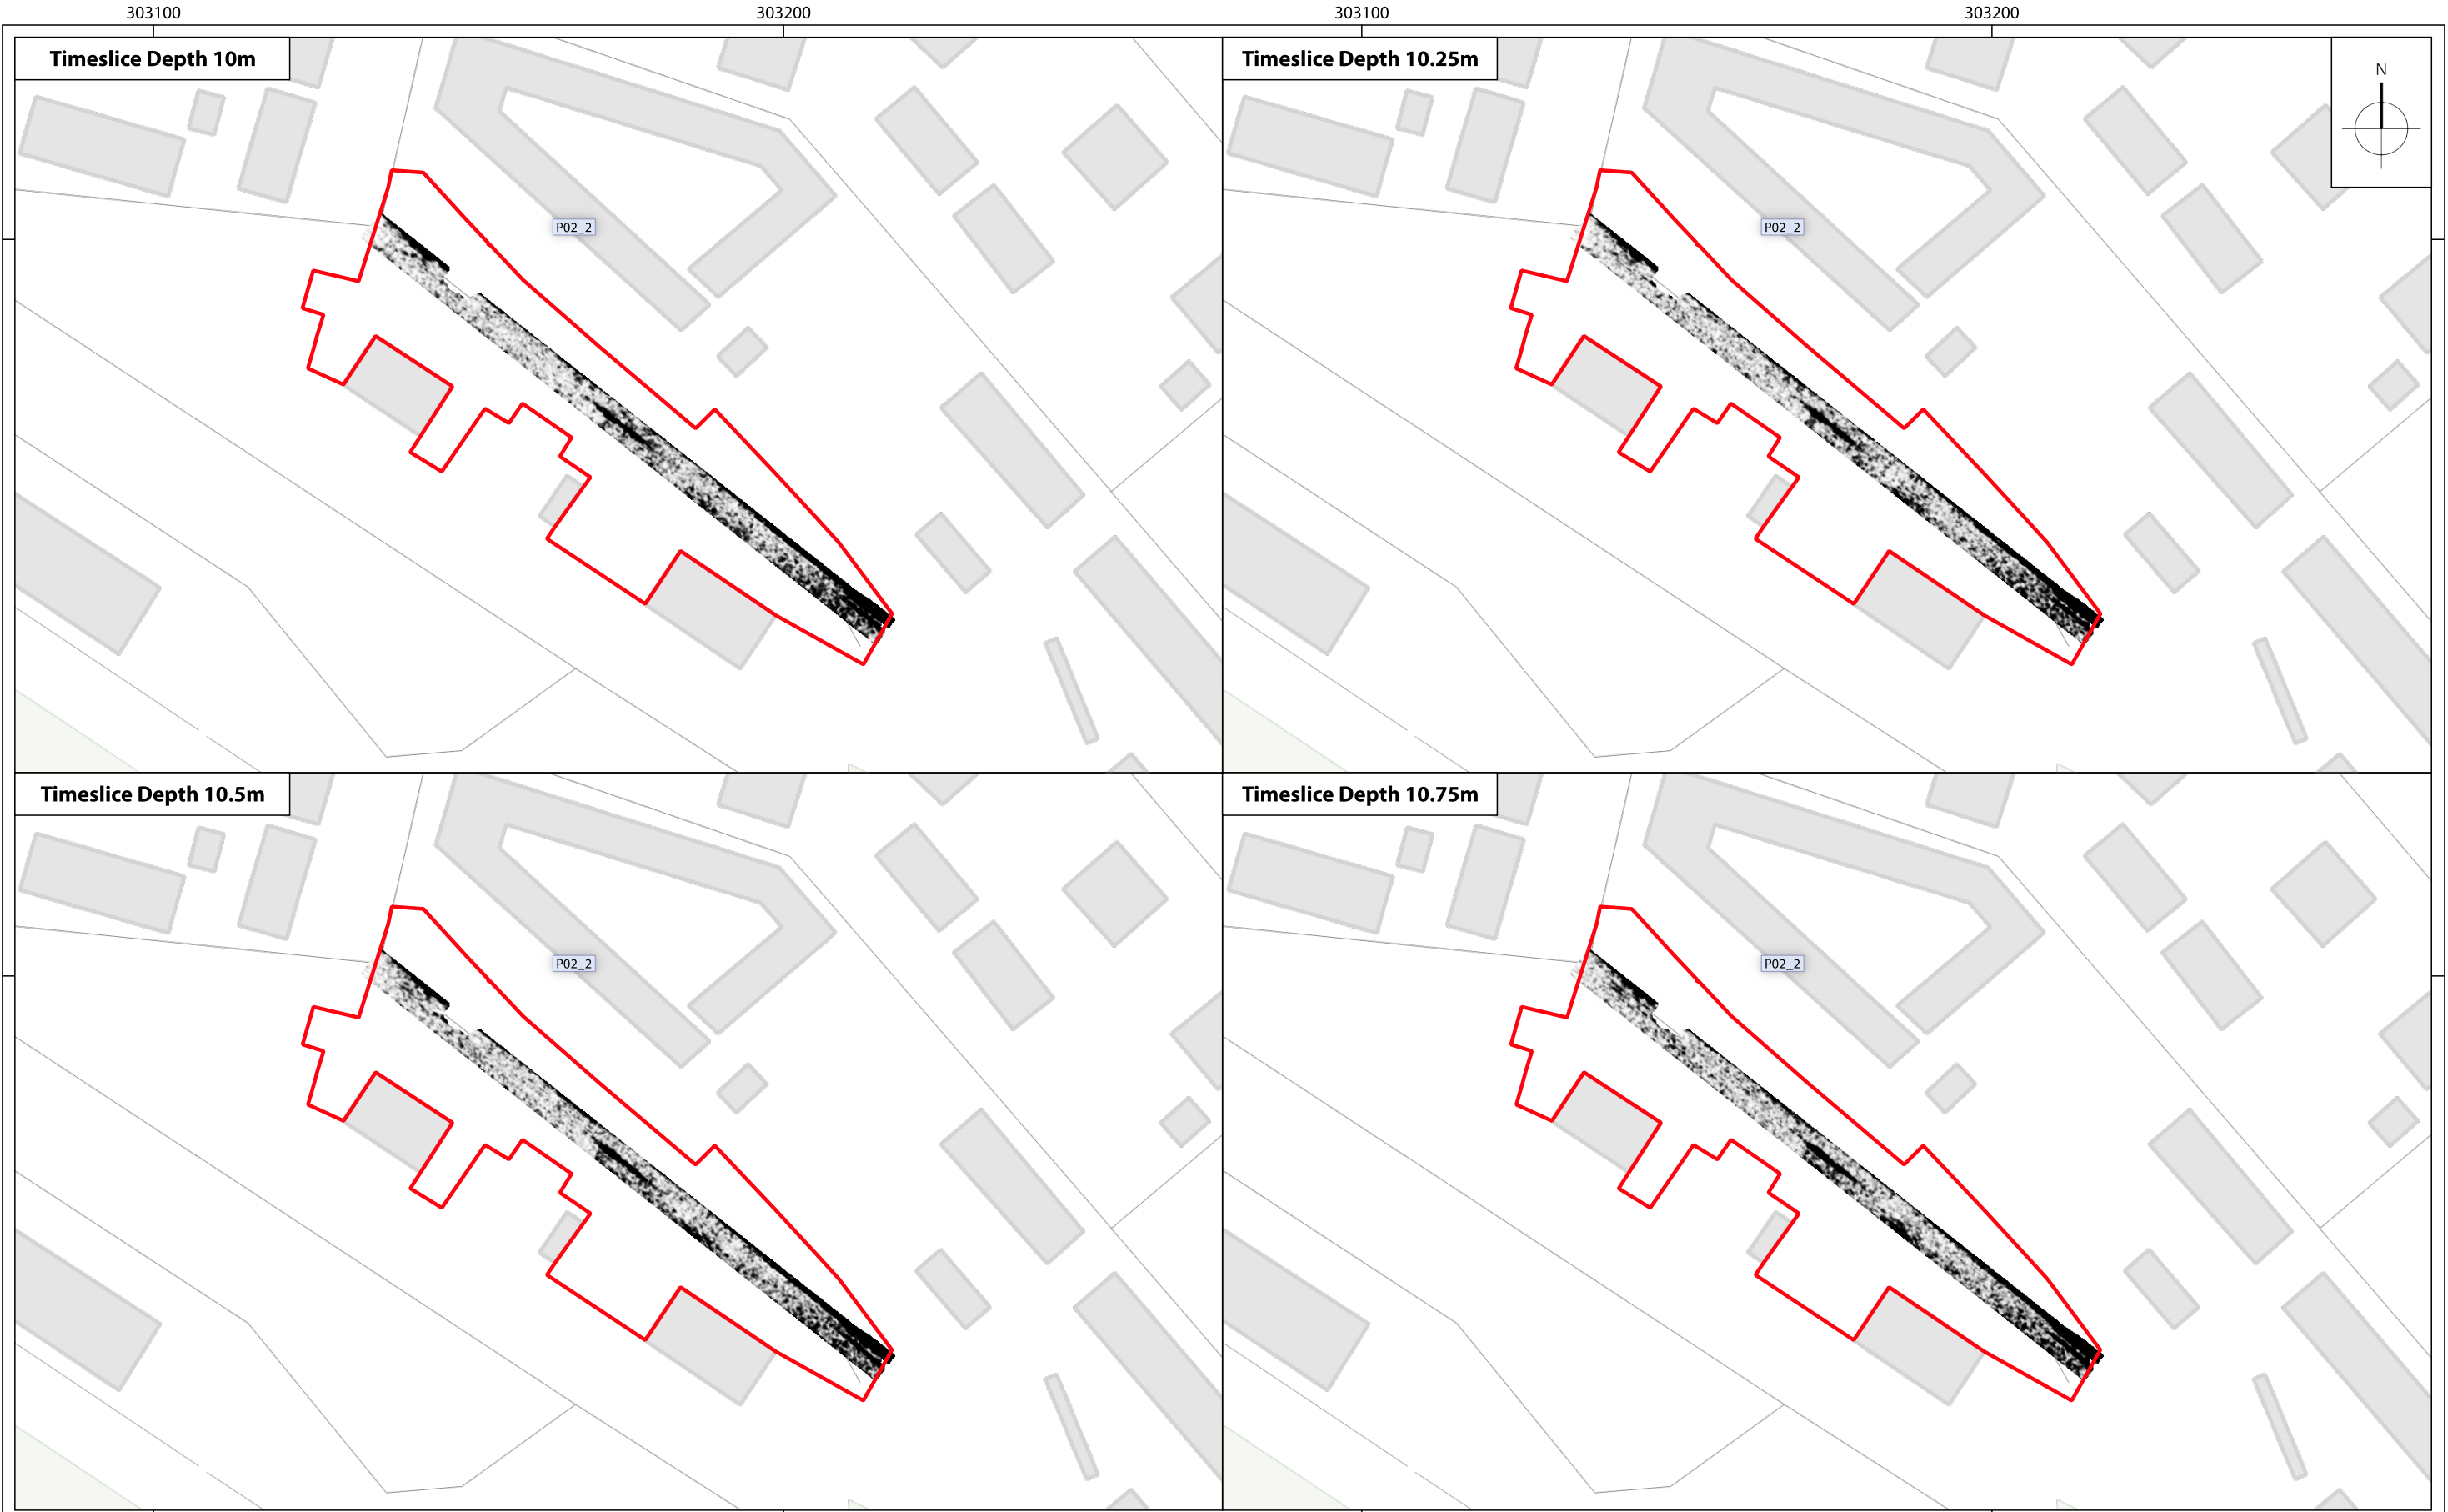 303100
303200
303100
303200
Timeslice Depth 10m
Timeslice Depth 10.25m
N
P02_2
P02_2
Timeslice Depth 10.5m
Timeslice Depth 10.75m
P02_2
P02_2